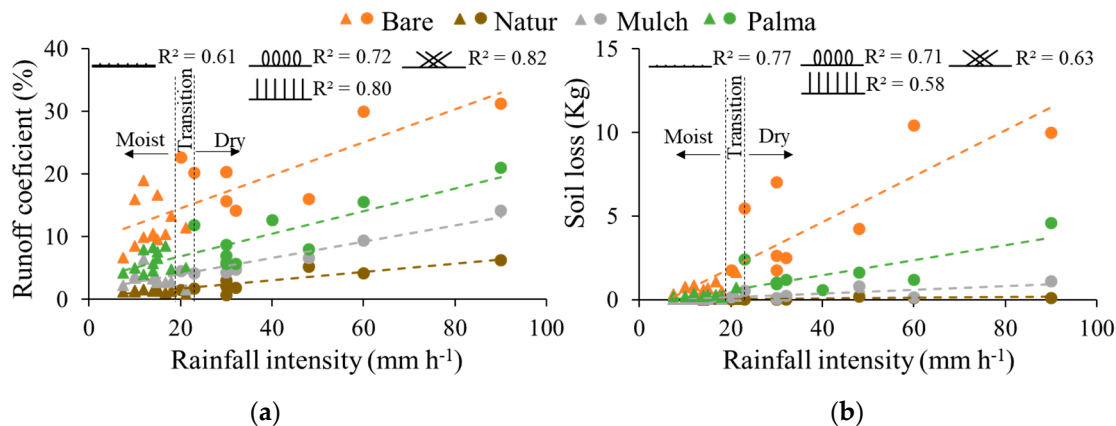 Bare Natur Mulch Palma
Runoff coeficient (%)
40
30
20
10
0
R² = 0.61
R² = 0.72
R² = 0.82
R² = 0.80
Moist
Transition
Dry
0 20 40 60 80 100
Rainfall intensity (mm h-1)
(a)
Soil loss (Kg)
15
10
5
0
R² = 0.77
R² = 0.71
R² = 0.63
R² = 0.58
Moist
Transition
Dry
0 20 40 60 80 100
Rainfall intensity (mm h-1)
(b)